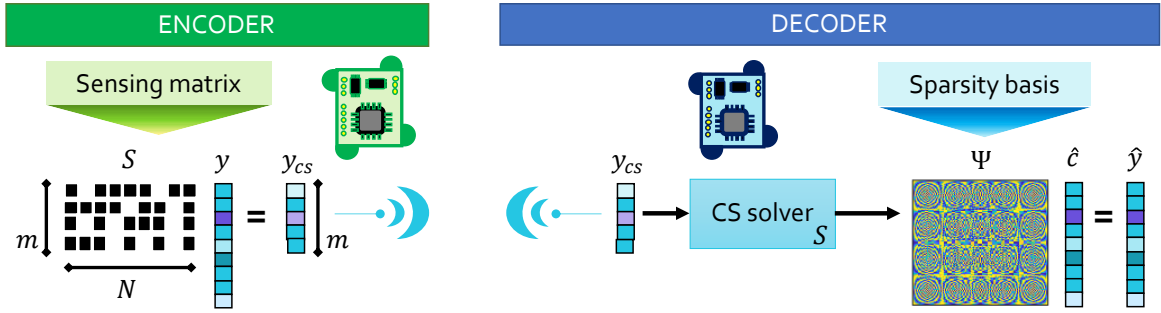 ENCODER
DECODER
Sensing matrix
Sparsity basis
S
y
y_cs
y_cs
Ψ
ĉ
ŷ
m
=
m
CS solver
S
=
N